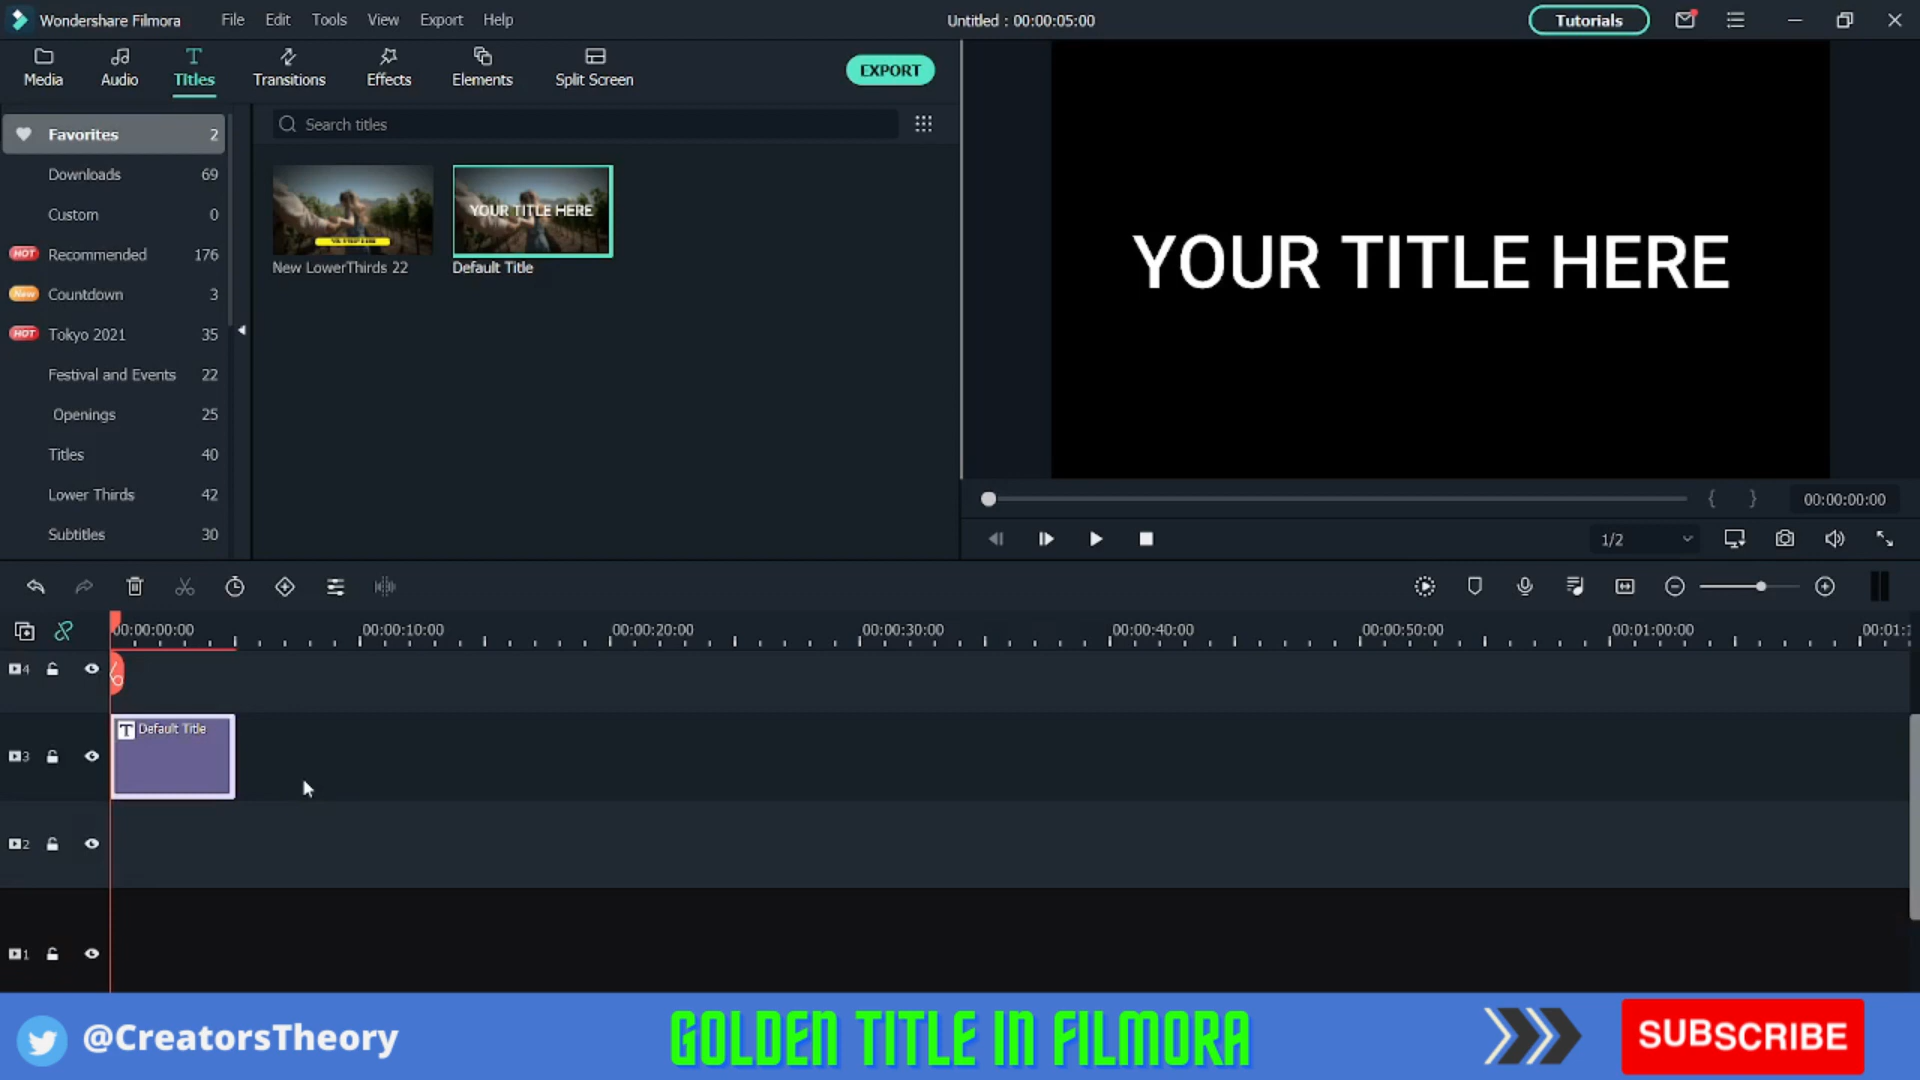 Wondershare Filmora File Edit Tools View Export Help Untitled : 00:00:05:00 Tutorials
Media Audio Titles Transitions Effects Elements Split Screen EXPORT
Favorites 2
Search titles
Downloads 69
Custom 0
HOT Recommended 176
New Countdown 3
HOT Tokyo 2021 35
Festival and Events 22
Openings 25
Titles 40
Lower Thirds 42
Subtitles 30
YOUR TITLE HERE
New LowerThirds 22 Default Title
YOUR TITLE HERE
00:00:00:00
1/2
00:00:00:00 00:00:10:00 00:00:20:00 00:00:30:00 00:00:40:00 00:00:50:00 00:01:00:00 00:01:1
4
T Default Title
3
2
1
@CreatorsTheory GOLDEN TITLE IN FILMORA SUBSCRIBE